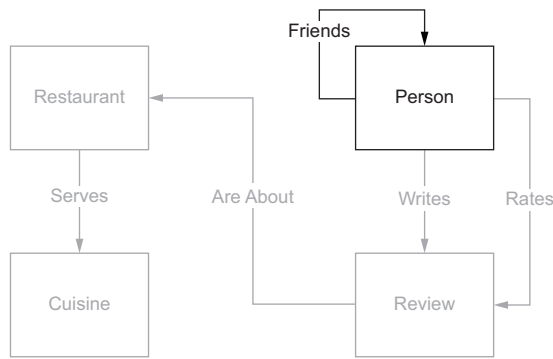 Friends
Restaurant
Person
Serves
Are About
Writes
Rates
Cuisine
Review